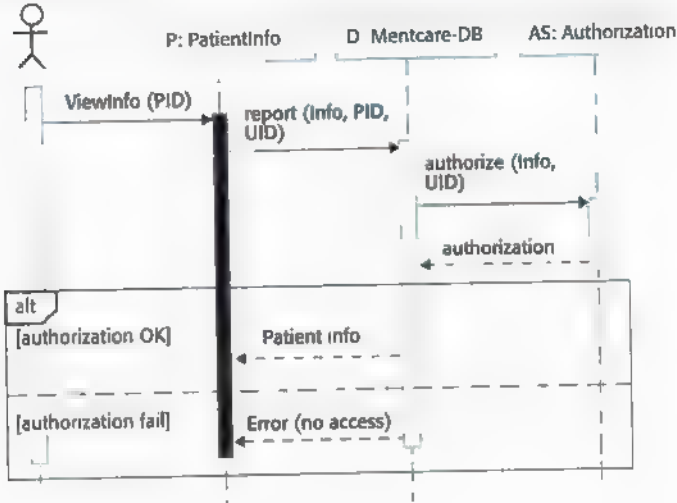 P: PatientInfo
D Mentcare-DB
AS: Authorization
ViewInfo (PID)
report (Info, PID,
UID)
authorize (Info,
UID)
authorization
alt
[authorization OK]
Patient info
[authorization fail]
Error (no access)